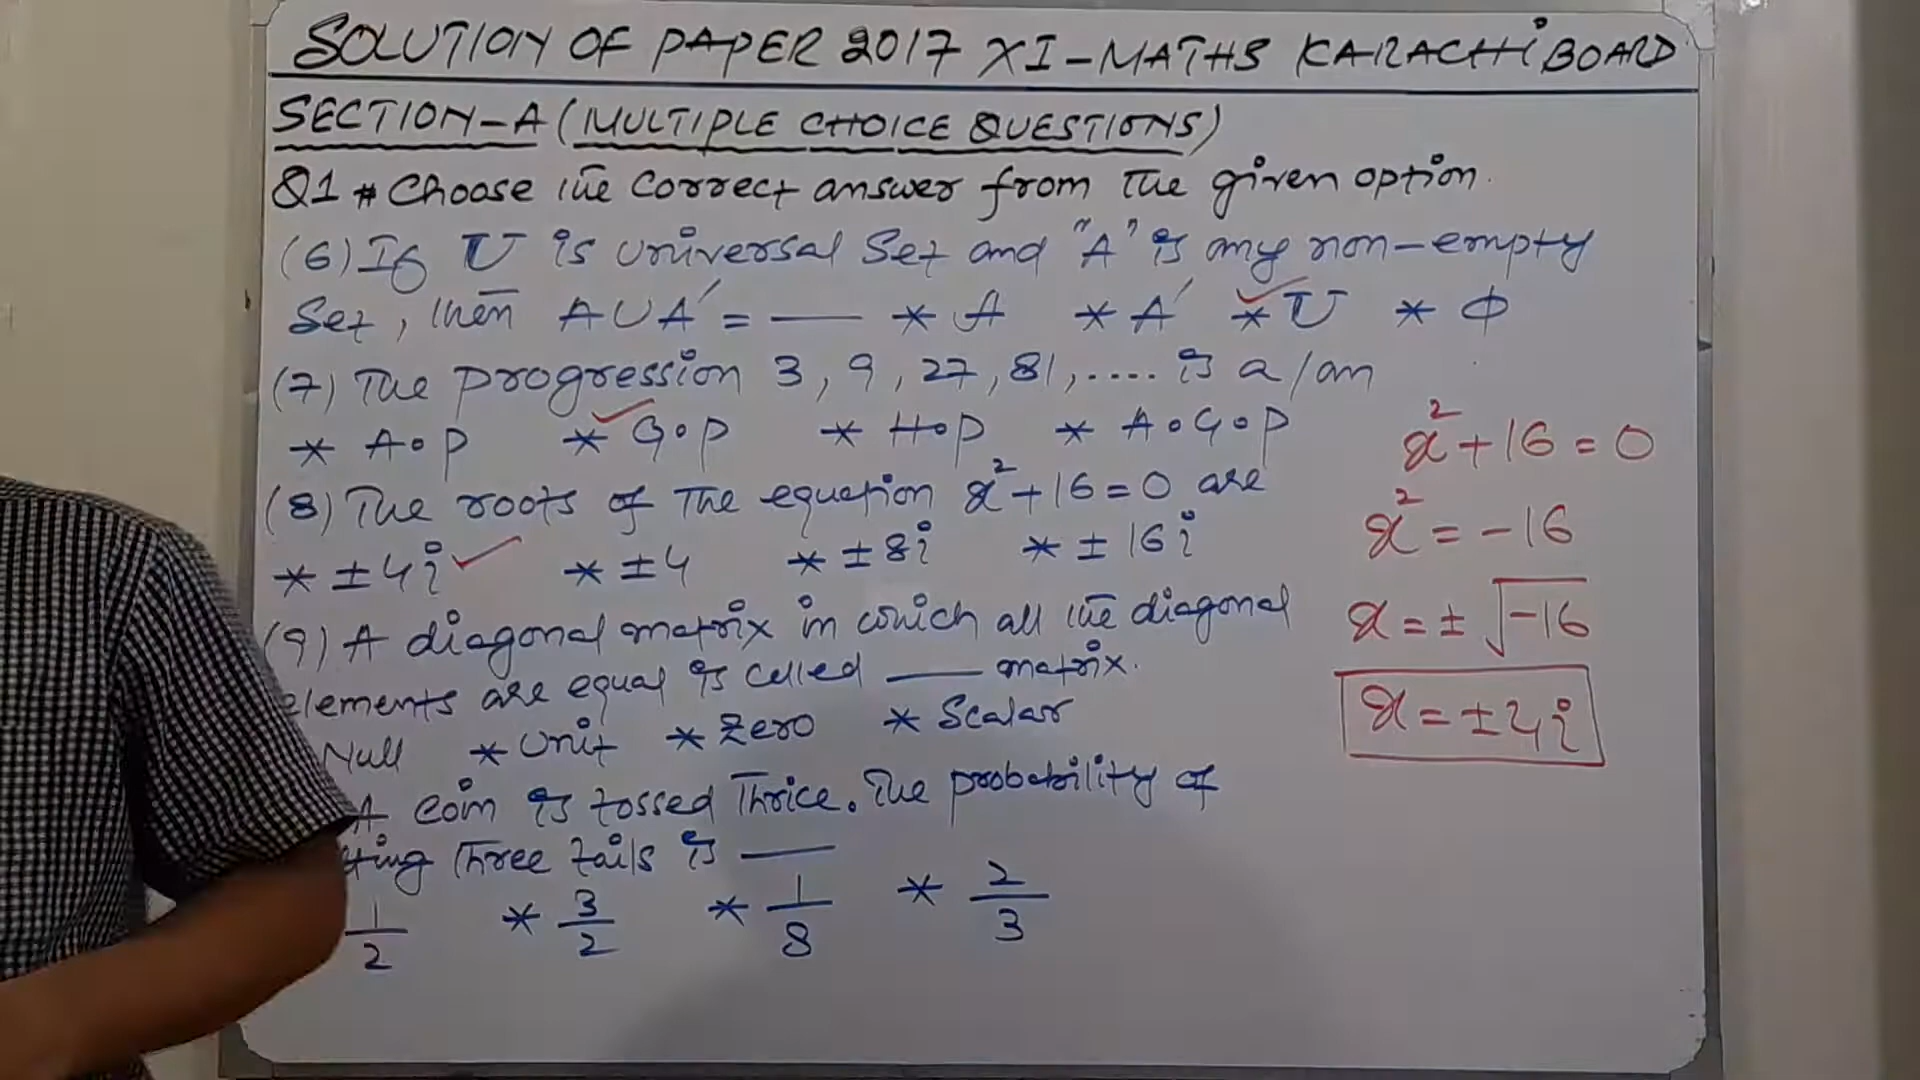 SOLUTION OF PAPER 2017 XI-MATHS KARACHI BOARD
SECTION-A (MULTIPLE CHOICE QUESTIONS)
Q1 # Choose the correct answer from the given option.
(6) If U is universal Set and "A" is any non-empty
Set, then A∪A′ = ___ * A * A′ * U * Φ
(7) The progression 3, 9, 27, 81, .... is a/an
* A.P * G.P * H.P * A.G.P
(8) The roots of the equation x²+16=0 are
* ±4i * ±4 * ±8i * ±16i
(9) A diagonal matrix in which all the diagonal
elements are equal is called ___ matrix.
Null * Unit * Zero * Scalar
A coin is tossed Thrice. The probability of
tting Three tails is ___
1/2 * 3/2 * 1/8 * 2/3
x²+16=0
x²=-16
x=±√-16
x=±4i